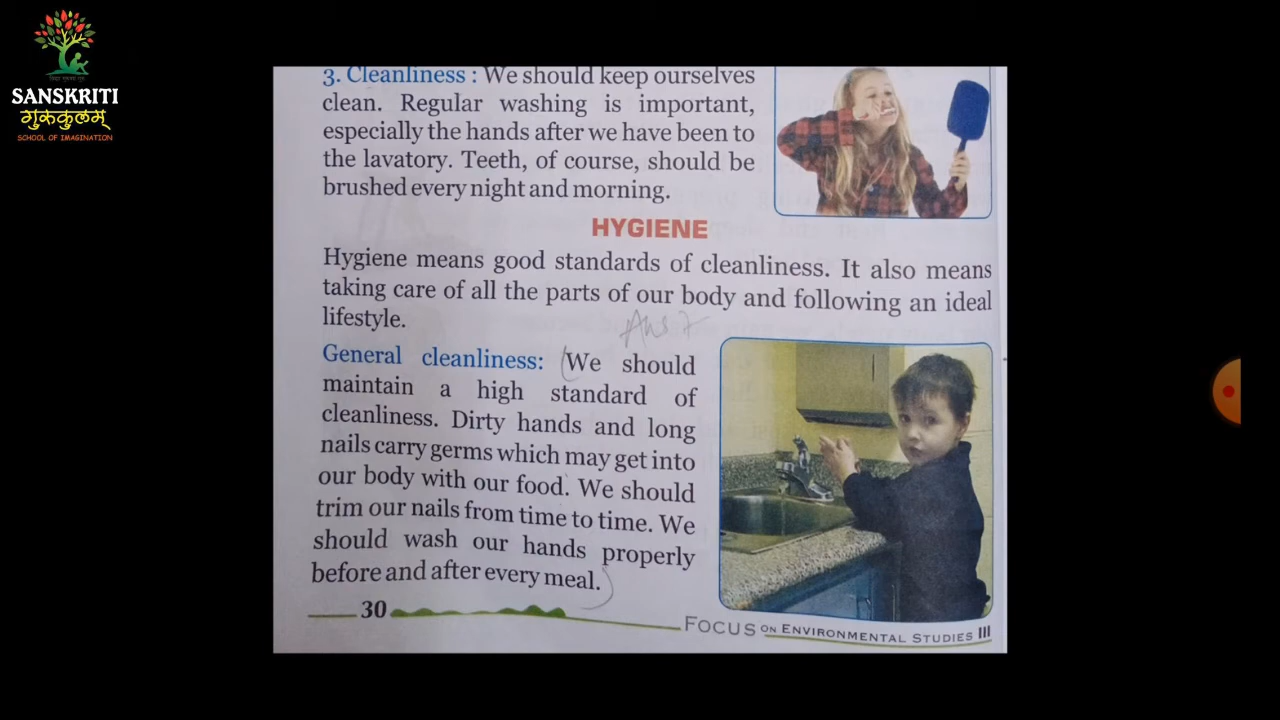 SANSKRITI
गुरुकुलम्
SCHOOL OF IMAGINATION
3. Cleanliness : We should keep ourselves
clean. Regular washing is important,
especially the hands after we have been to
the lavatory. Teeth, of course, should be
brushed every night and morning.
HYGIENE
Hygiene means good standards of cleanliness. It also means
taking care of all the parts of our body and following an ideal
lifestyle.
Ans 7
General cleanliness: (We should
maintain a high standard of
cleanliness. Dirty hands and long
nails carry germs which may get into
our body with our food. We should
trim our nails from time to time. We
should wash our hands properly
before and after every meal.)
30
FOCUS ON ENVIRONMENTAL STUDIES III